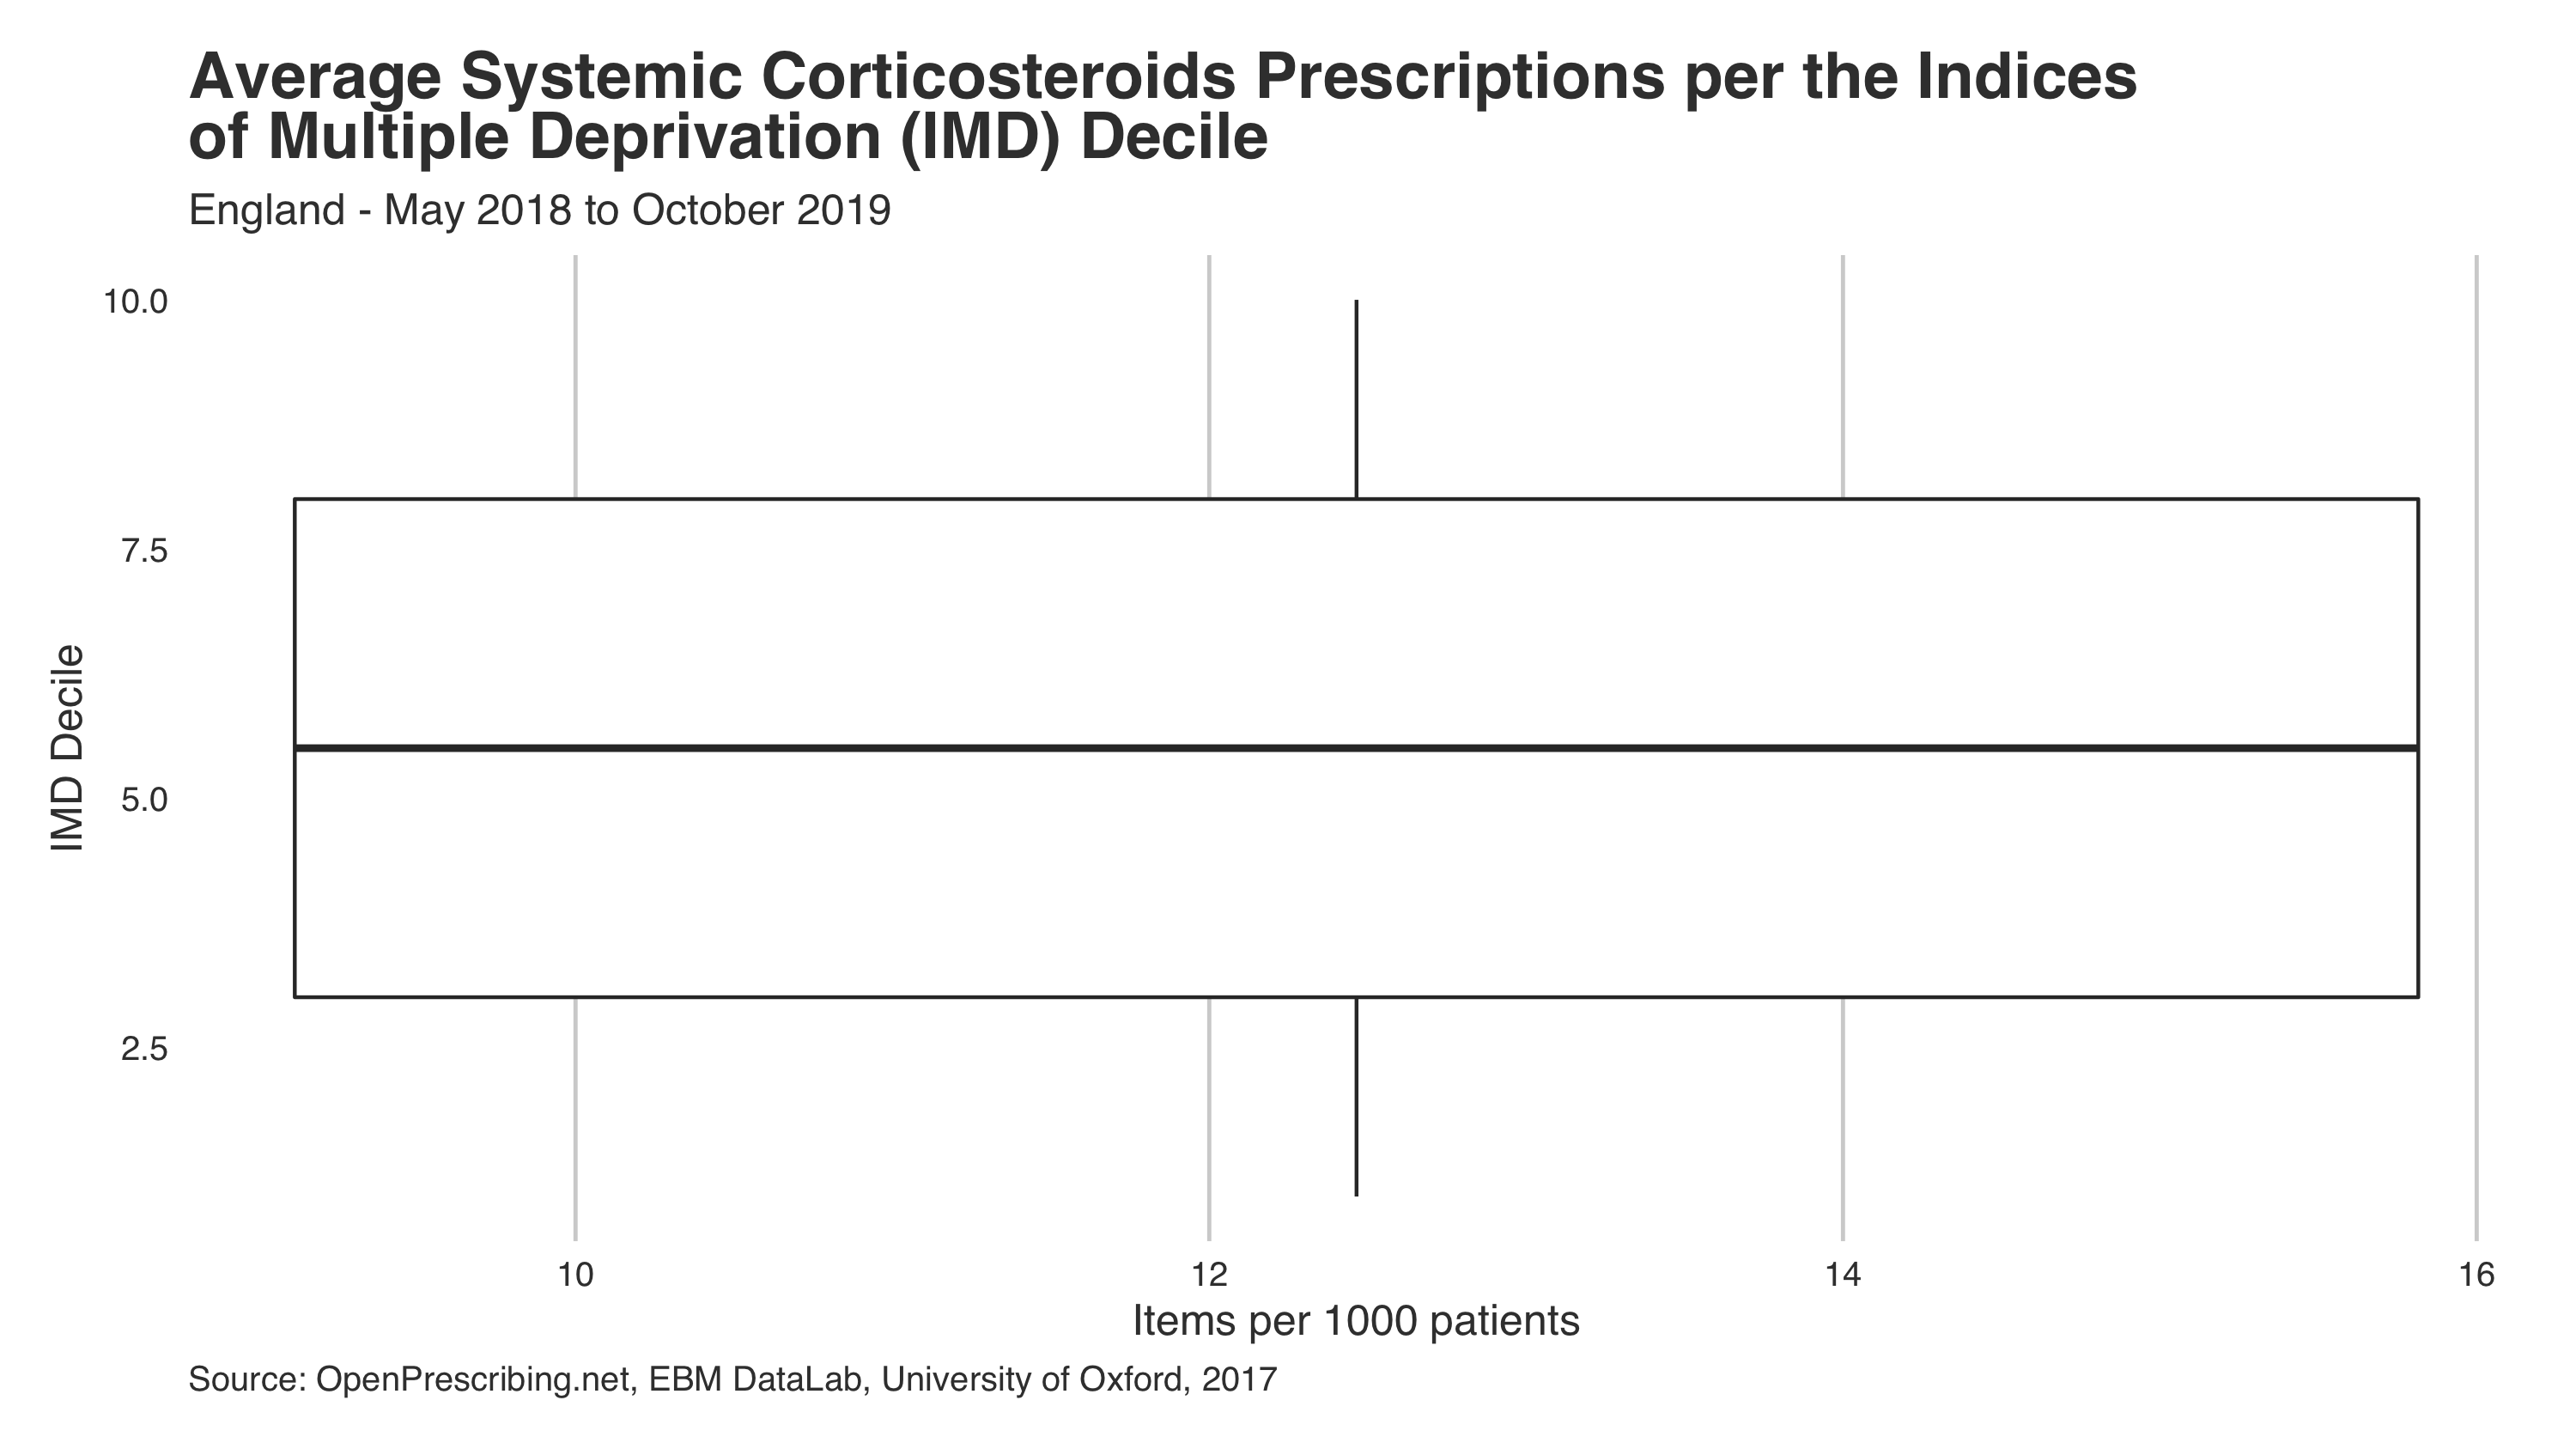 Average Systemic Corticosteroids Prescriptions per the Indices
of Multiple Deprivation (IMD) Decile
England - May 2018 to October 2019
10.0
7.5
5.0
2.5
IMD Decile
10
12
14
16
Items per 1000 patients
Source: OpenPrescribing.net, EBM DataLab, University of Oxford, 2017